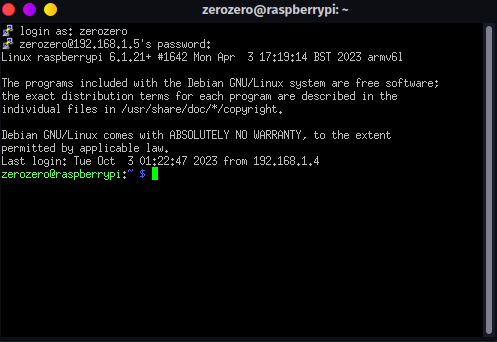 zerozero@raspberrypi: ~
login as: zerozero
zerozero@192.168.1.5's password:
Linux raspberrypi 6.1.21+ #1642 Mon Apr  3 17:19:14 BST 2023 armv6l
The programs included with the Debian GNU/Linux system are free software;
the exact distribution terms for each program are described in the
individual files in /usr/share/doc/*/copyright.
Debian GNU/Linux comes with ABSOLUTELY NO WARRANTY, to the extent
permitted by applicable law.
Last login: Tue Oct  3 01:22:47 2023 from 192.168.1.4
zerozero@raspberrypi:~ $